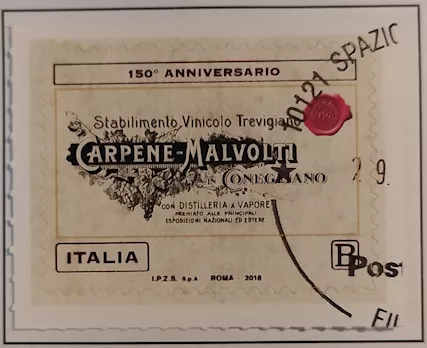 150° ANNIVERSARIO
10121 SPAZIO
Stabilimento Vinicolo Trevigiano
CARPENE-MALVOLTI
IN CONEGLIANO
29.
CON DISTILLERIA A VAPORE
PREMIATO ALLE PRINCIPALI
ESPOSIZIONI NAZIONALI ED ESTERE
ITALIA
B
Post
I.P.Z.S. S.p.A. ROMA 2018